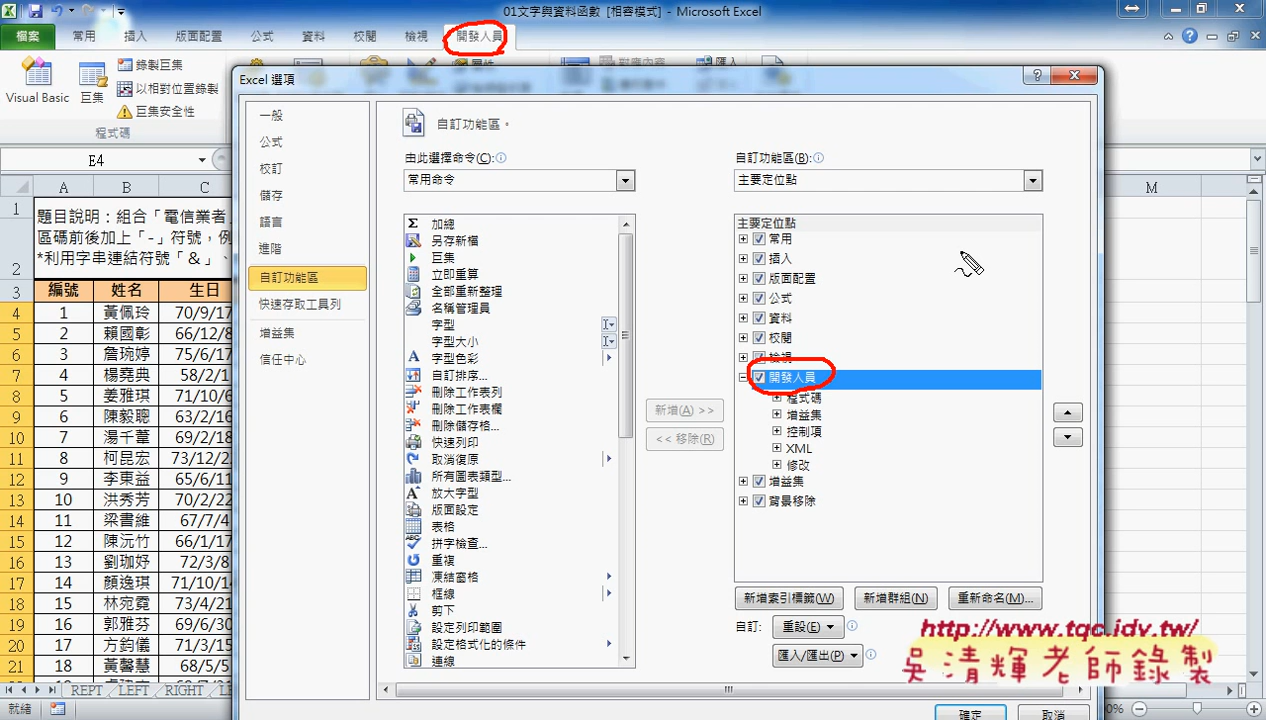 01文字與資料函數 [相容模式] - Microsoft Excel
檔案 常用 插入 版面配置 公式 資料 校閱 檢視 開發人員
Visual Basic 巨集
錄製巨集
以相對位置錄製
巨集安全性
程式碼
屬性
對應內容
匯入
E4
A B C M
1 題目說明：組合「電信業者」
區碼前後加上「-」符號，例
2 *利用字串連結符號「&」、
3 編號 姓名 生日
4 1 黃佩玲 70/9/17
5 2 賴國彰 66/12/8
6 3 詹琬婷 75/6/17
7 4 楊堯典 58/2/1
8 5 姜雅琪 71/10/6
9 6 陳毅聰 63/2/16
10 7 湯千葦 69/2/18
11 8 柯昆宏 73/12/2
12 9 李東益 65/6/11
13 10 洪秀芳 70/2/22
14 11 梁書維 67/7/4
15 12 陳沅竹 66/1/17
16 13 劉珈妤 72/3/8
17 14 顏逸琪 71/10/14
18 15 林宛霓 73/4/21
19 16 郭雅芬 69/6/30
20 17 方鈞儀 71/3/15
21 18 黃馨慧 68/5/5
REPT LEFT RIGHT
就緒
Excel 選項
一般
公式
校訂
儲存
語言
進階
自訂功能區
快速存取工具列
增益集
信任中心
自訂功能區。
由此選擇命令(C):
常用命令
加總
另存新檔
巨集
立即重算
全部重新整理
名稱管理員
字型
字型大小
字型色彩
自訂排序...
刪除工作表列
刪除工作表欄
刪除儲存格...
快速列印
取消復原
所有圖表類型...
放大字型
版面設定
表格
拼字檢查...
重複
凍結窗格
框線
剪下
設定列印範圍
設定格式化的條件
連線
新增(A) >>
<< 移除(R)
自訂功能區(B):
主要定位點
主要定位點
常用
插入
版面配置
公式
資料
校閱
檢視
開發人員
程式碼
增益集
控制項
XML
修改
增益集
背景移除
新增索引標籤(W) 新增群組(N) 重新命名(M)...
自訂: 重設(E)
匯入/匯出(P)
確定 取消
http://www.tqc.idv.tw/
吳清輝老師錄製